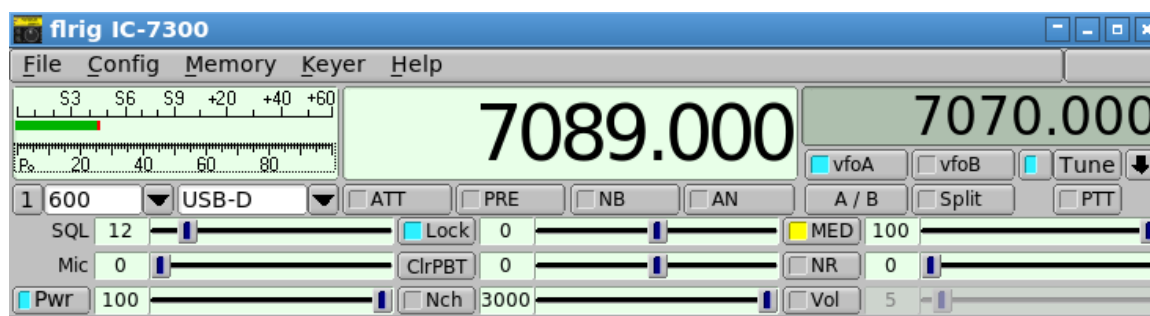 flrig IC-7300
File Config Memory Keyer Help
S3 S6 S9 +20 +40 +60
7089.000
7070.000
Po 20 40 60 80
vfoA vfoB Tune
1 600 USB-D ATT PRE NB AN A / B Split PTT
SQL 12 Lock 0 MED 100
Mic 0 ClrPBT 0 NR 0
Pwr 100 Nch 3000 Vol 5